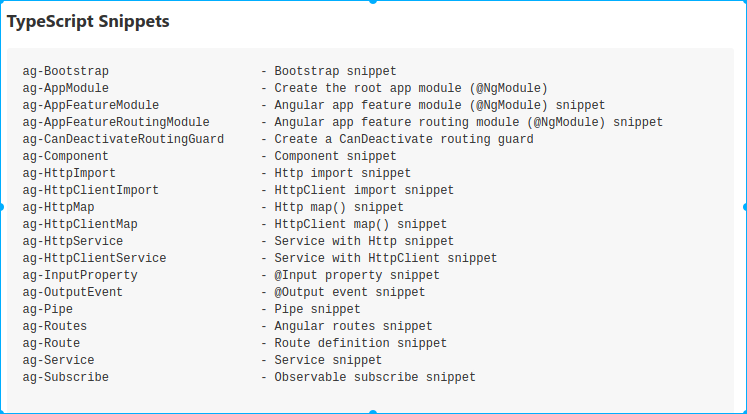 TypeScript Snippets
ag-Bootstrap - Bootstrap snippet
ag-AppModule - Create the root app module (@NgModule)
ag-AppFeatureModule - Angular app feature module (@NgModule) snippet
ag-AppFeatureRoutingModule - Angular app feature routing module (@NgModule) snippet
ag-CanDeactivateRoutingGuard - Create a CanDeactivate routing guard
ag-Component - Component snippet
ag-HttpImport - Http import snippet
ag-HttpClientImport - HttpClient import snippet
ag-HttpMap - Http map() snippet
ag-HttpClientMap - HttpClient map() snippet
ag-HttpService - Service with Http snippet
ag-HttpClientService - Service with HttpClient snippet
ag-InputProperty - @Input property snippet
ag-OutputEvent - @Output event snippet
ag-Pipe - Pipe snippet
ag-Routes - Angular routes snippet
ag-Route - Route definition snippet
ag-Service - Service snippet
ag-Subscribe - Observable subscribe snippet